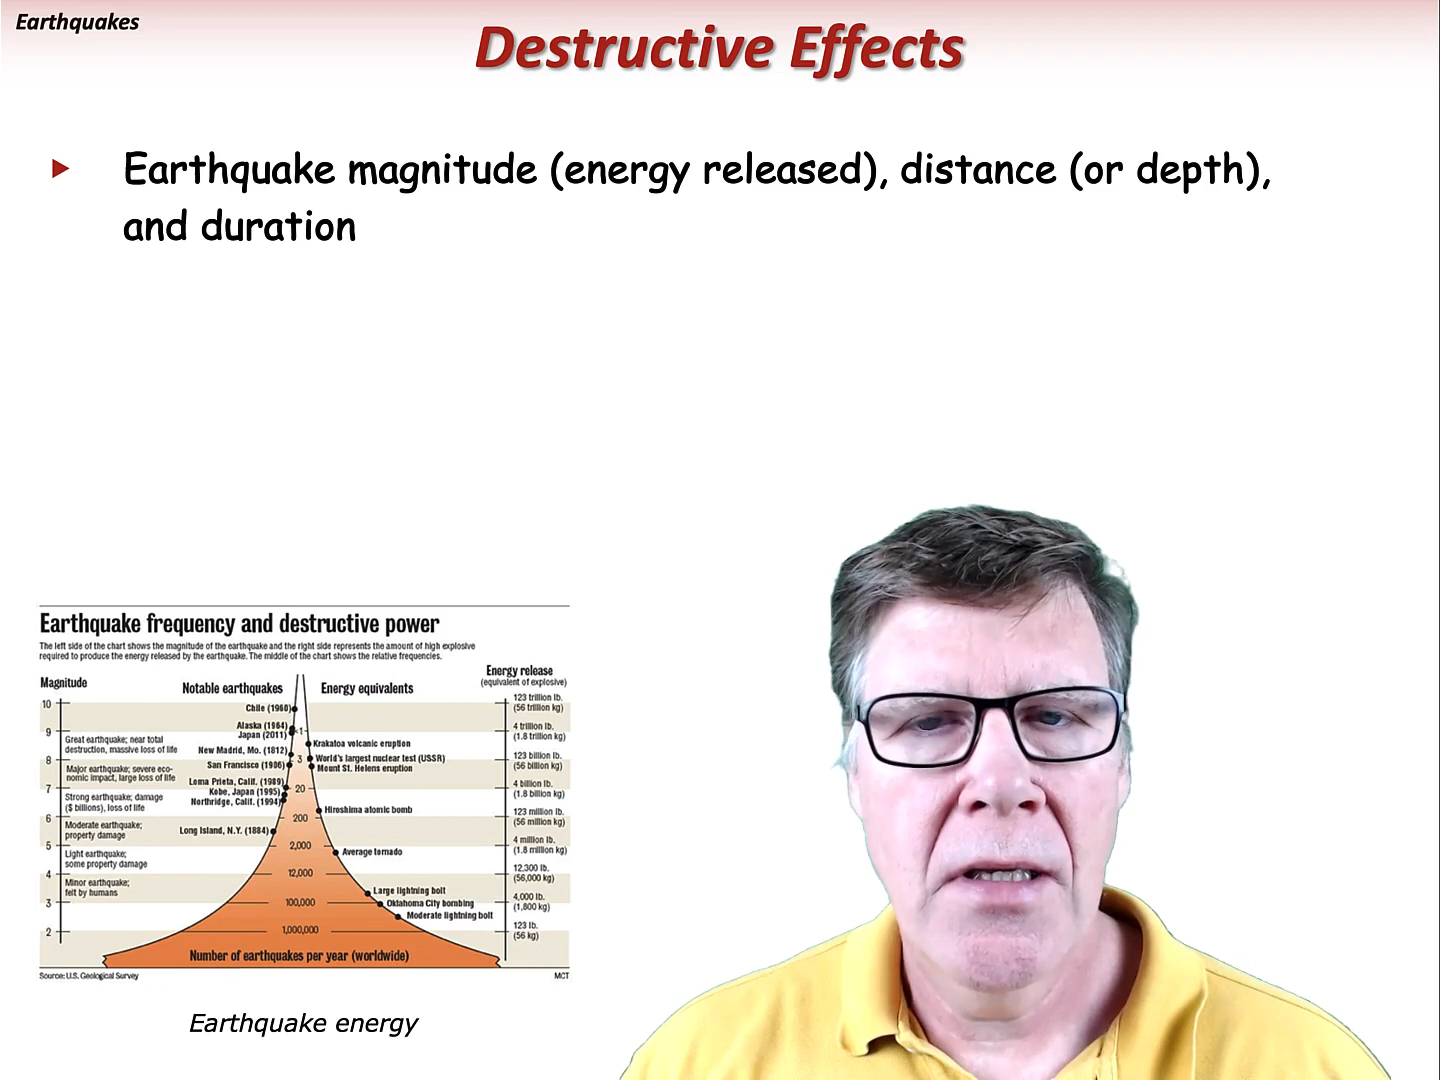 Earthquakes
Destructive Effects
Earthquake magnitude (energy released), distance (or depth),
and duration
Earthquake frequency and destructive power
The left side of the chart shows the magnitude of the earthquake and the right side represents the amount of high explosive
required to produce the energy released by the earthquake. The middle of the chart shows the relative frequencies.
Magnitude
Notable earthquakes
Energy equivalents
Energy release
(equivalent of explosive)
10
9
8
7
6
5
4
3
2
Great earthquake; near total
destruction, massive loss of life
Major earthquake; severe eco-
nomic impact, large loss of life
Strong earthquake; damage
($ billions), loss of life
Moderate earthquake;
property damage
Light earthquake;
some property damage
Minor earthquake;
felt by humans
Chile (1960)
Alaska (1964)
Japan (2011)
New Madrid, Mo. (1812)
San Francisco (1906)
Loma Prieta, Calif. (1989)
Kobe, Japan (1995)
Northridge, Calif. (1994)
Long Island, N.Y. (1884)
<1
3
20
200
2,000
12,000
100,000
1,000,000
Number of earthquakes per year (worldwide)
Krakatoa volcanic eruption
World's largest nuclear test (USSR)
Mount St. Helens eruption
Hiroshima atomic bomb
Average tornado
Large lightning bolt
Oklahoma City bombing
Moderate lightning bolt
123 trillion lb.
(56 trillion kg)
4 trillion lb.
(1.8 trillion kg)
123 billion lb.
(56 billion kg)
4 billion lb.
(1.8 billion kg)
123 million lb.
(56 million kg)
4 million lb.
(1.8 million kg)
12,300 lb.
(56,000 kg)
4,000 lb.
(1,800 kg)
123 lb.
(56 kg)
Source: U.S. Geological Survey
MCT
Earthquake energy